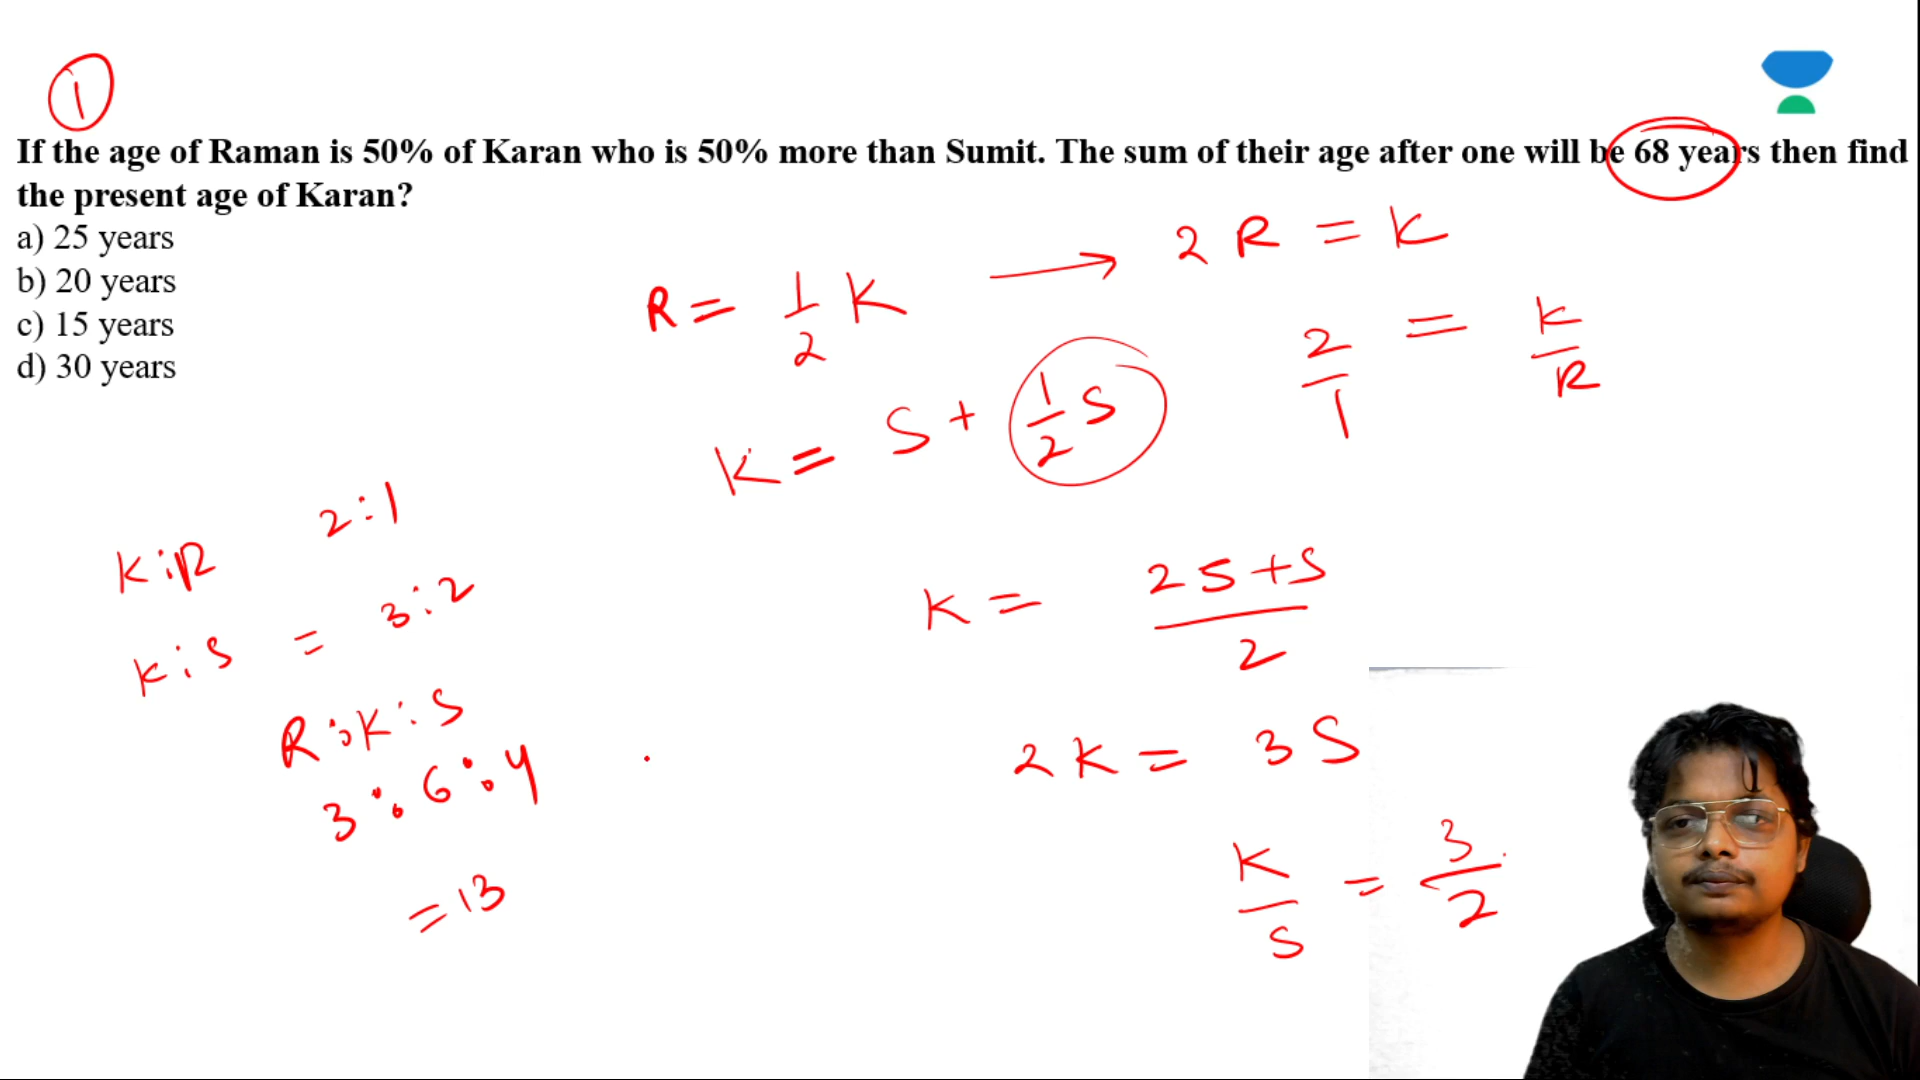 1
If the age of Raman is 50% of Karan who is 50% more than Sumit. The sum of their age after one will be 68 years then find
the present age of Karan?
a) 25 years
b) 20 years
c) 15 years
d) 30 years
R = 1/2 K → 2 R = K
2/1 = K/R
K = S + 1/2 S
K : R 2 : 1
K : S = 3 : 2
R : K : S
3 : 6 : 4
= 13
K = 2S + S / 2
2 K = 3 S
K/S = 3/2